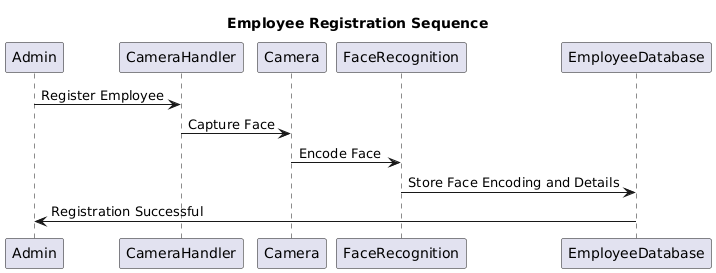 Employee Registration Sequence
Admin
CameraHandler
Camera
FaceRecognition
EmployeeDatabase
Register Employee
Capture Face
Encode Face
Store Face Encoding and Details
Registration Successful
Admin
CameraHandler
Camera
FaceRecognition
EmployeeDatabase